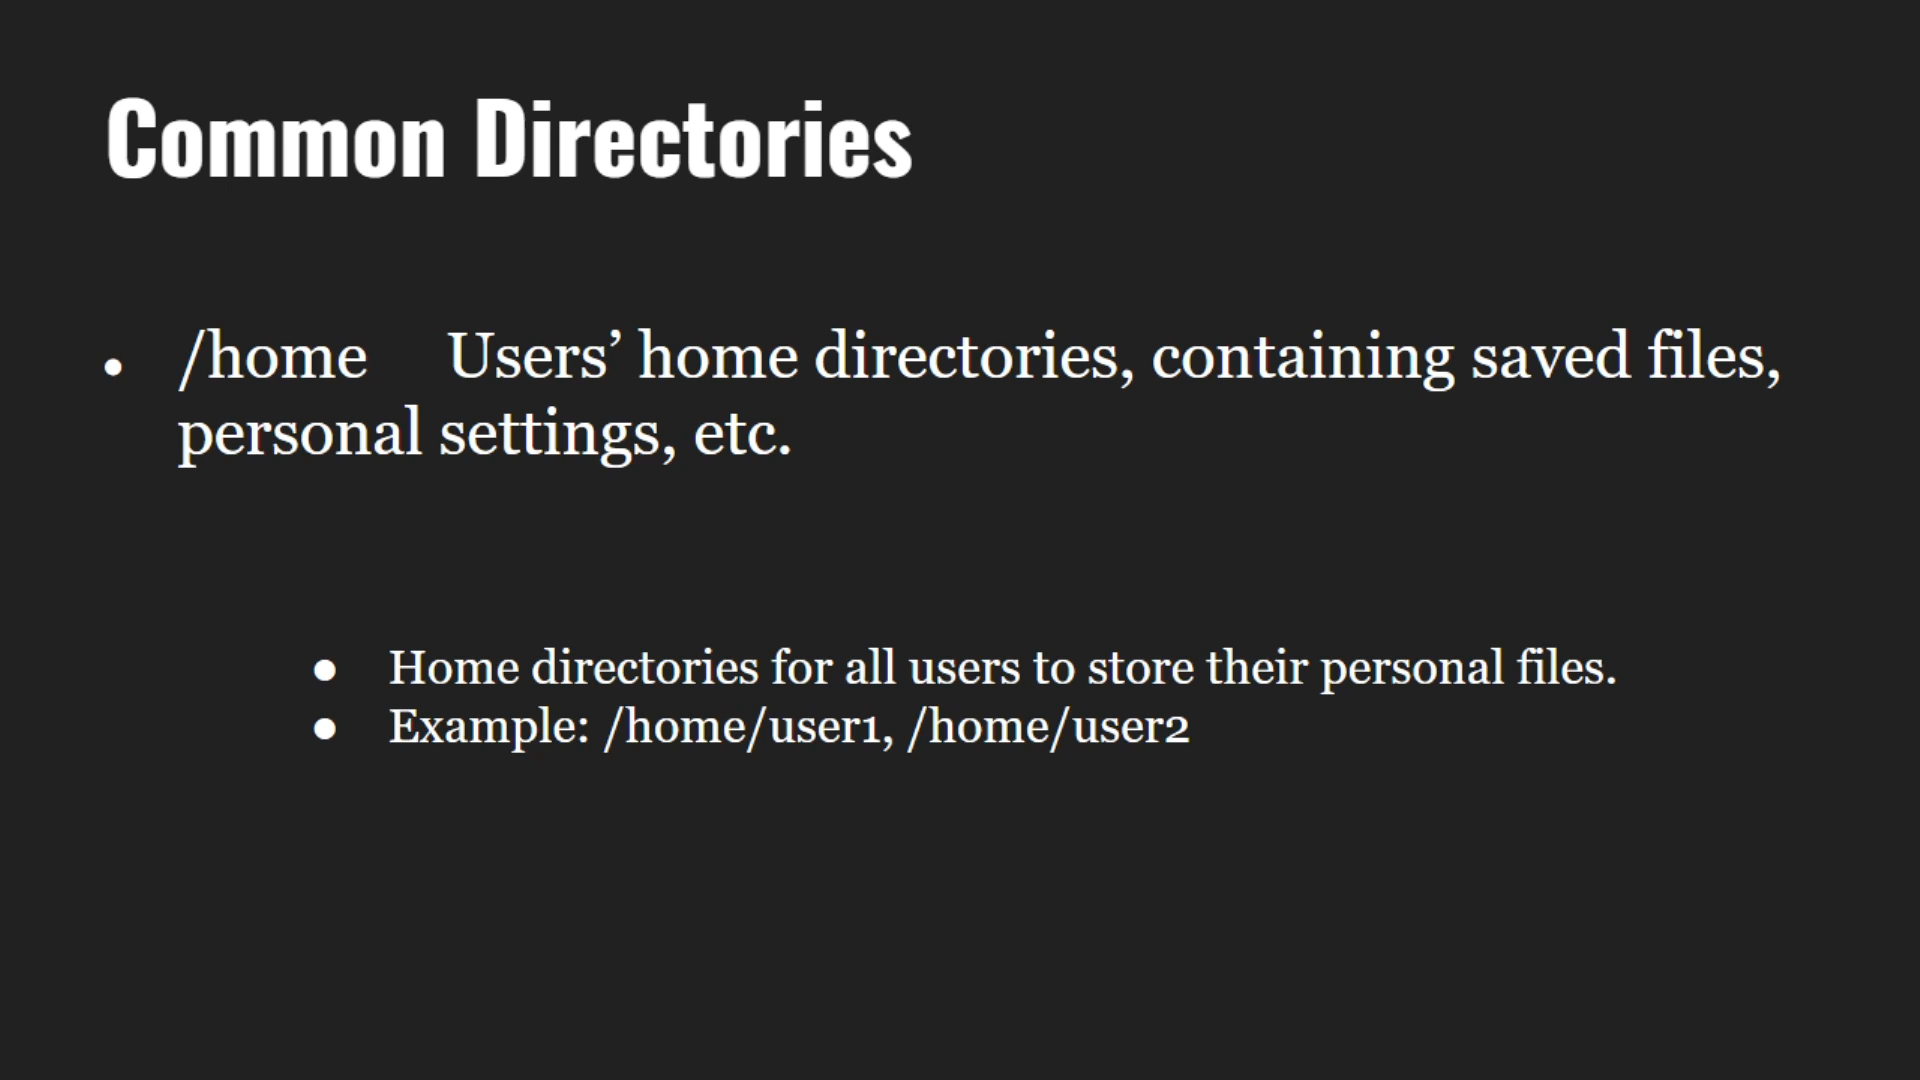 Common Directories
● /home Users’ home directories, containing saved files,
personal settings, etc.
● Home directories for all users to store their personal files.
● Example: /home/user1, /home/user2